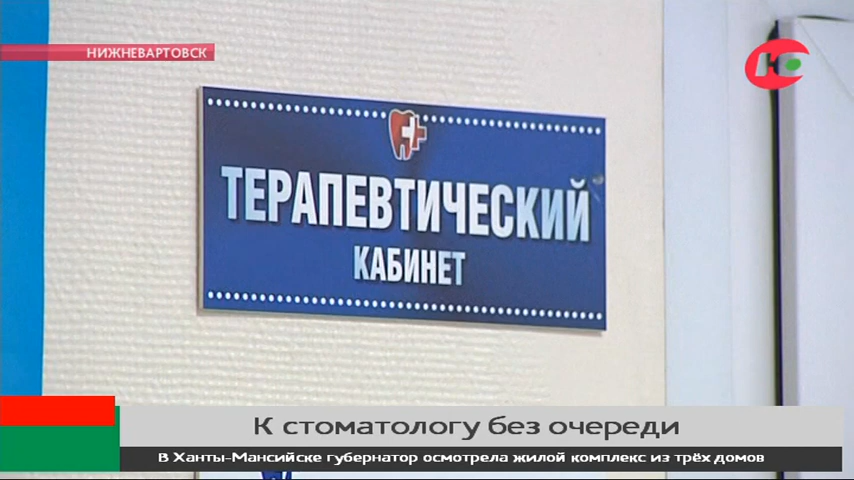 НИЖНЕВАРТОВСК
ТЕРАПЕВТИЧЕСКИЙ
КАБИНЕТ
К стоматологу без очереди
В Ханты-Мансийске губернатор осмотрела жилой комплекс из трёх домов